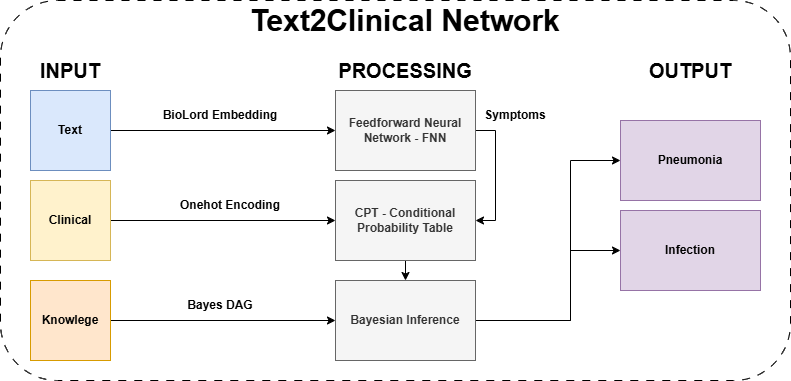 Text2Clinical Network
INPUT
PROCESSING
OUTPUT
Text
BioLord Embedding
Feedforward Neural
Network - FNN
Symptoms
Pneumonia
Clinical
Onehot Encoding
CPT - Conditional
Probability Table
Infection
Knowlege
Bayes DAG
Bayesian Inference